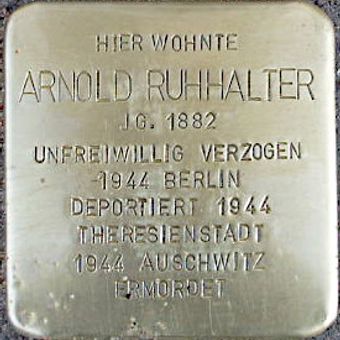 HIER WOHNTE
ARNOLD RUHHALTER
JG. 1882
UNFREIWILLIG VERZOGEN
1944 BERLIN
DEPORTIERT 1944
THERESIENSTADT
1944 AUSCHWITZ
ERMORDET